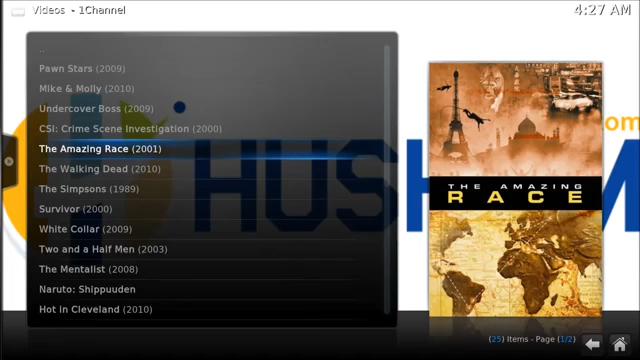 Videos - 1Channel
4:27 AM
..
Pawn Stars (2009)
Mike & Molly (2010)
Undercover Boss (2009)
CSI: Crime Scene Investigation (2000)
The Amazing Race (2001)
The Walking Dead (2010)
The Simpsons (1989)
Survivor (2000)
White Collar (2009)
Two and a Half Men (2003)
The Mentalist (2008)
Naruto: Shippuuden
Hot in Cleveland (2010)
om
HUSH
M
THE AMAZING
RACE
(25) Items - Page (1/2)